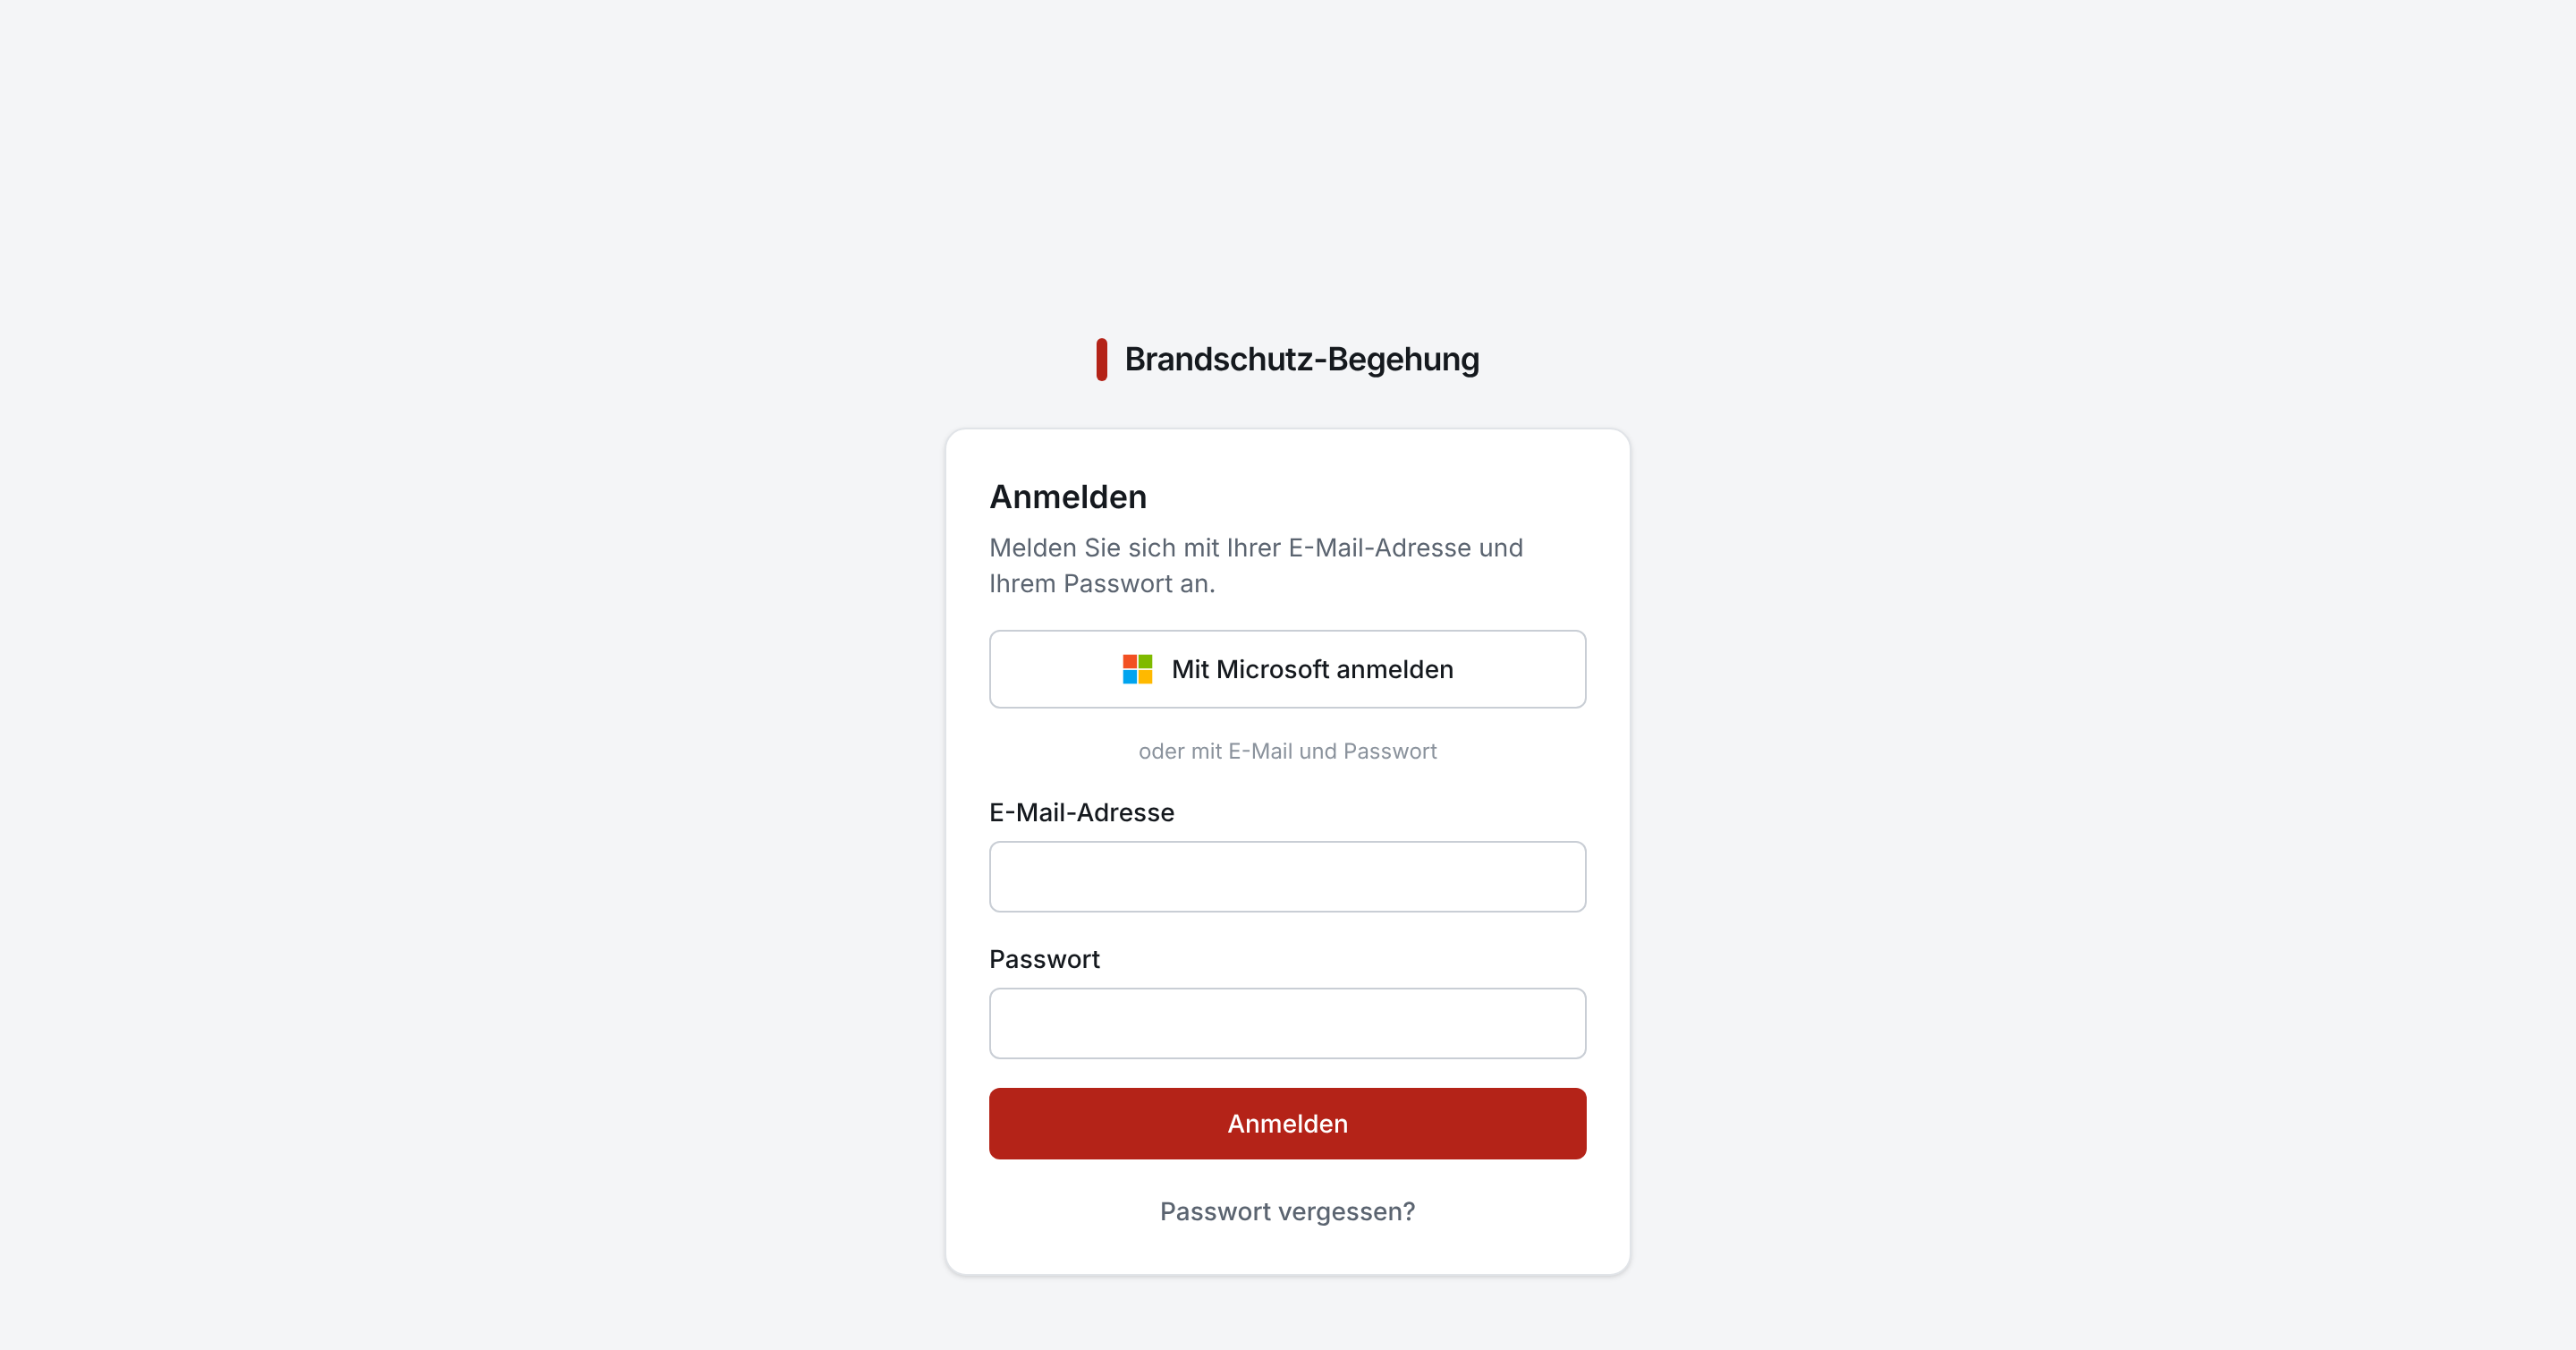 Brandschutz-Begehung
Anmelden
Melden Sie sich mit Ihrer E-Mail-Adresse und
Ihrem Passwort an.
Mit Microsoft anmelden
oder mit E-Mail und Passwort
E-Mail-Adresse
Passwort
Anmelden
Passwort vergessen?